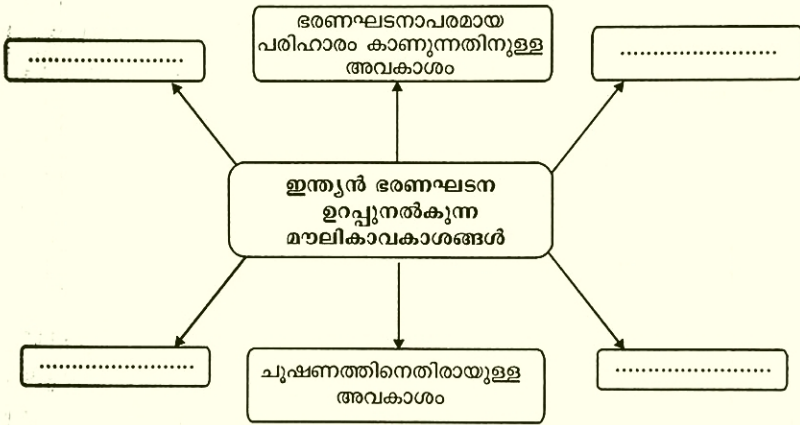 ഭരണഘടനാപരമായ
പരിഹാരം കാണുന്നതിനുള്ള
അവകാശം
........................
........................
ഇന്ത്യൻ ഭരണഘടന
ഉറപ്പുനൽകുന്ന
മൗലികാവകാശങ്ങൾ
........................
ചൂഷണത്തിനെതിരായുള്ള
അവകാശം
........................